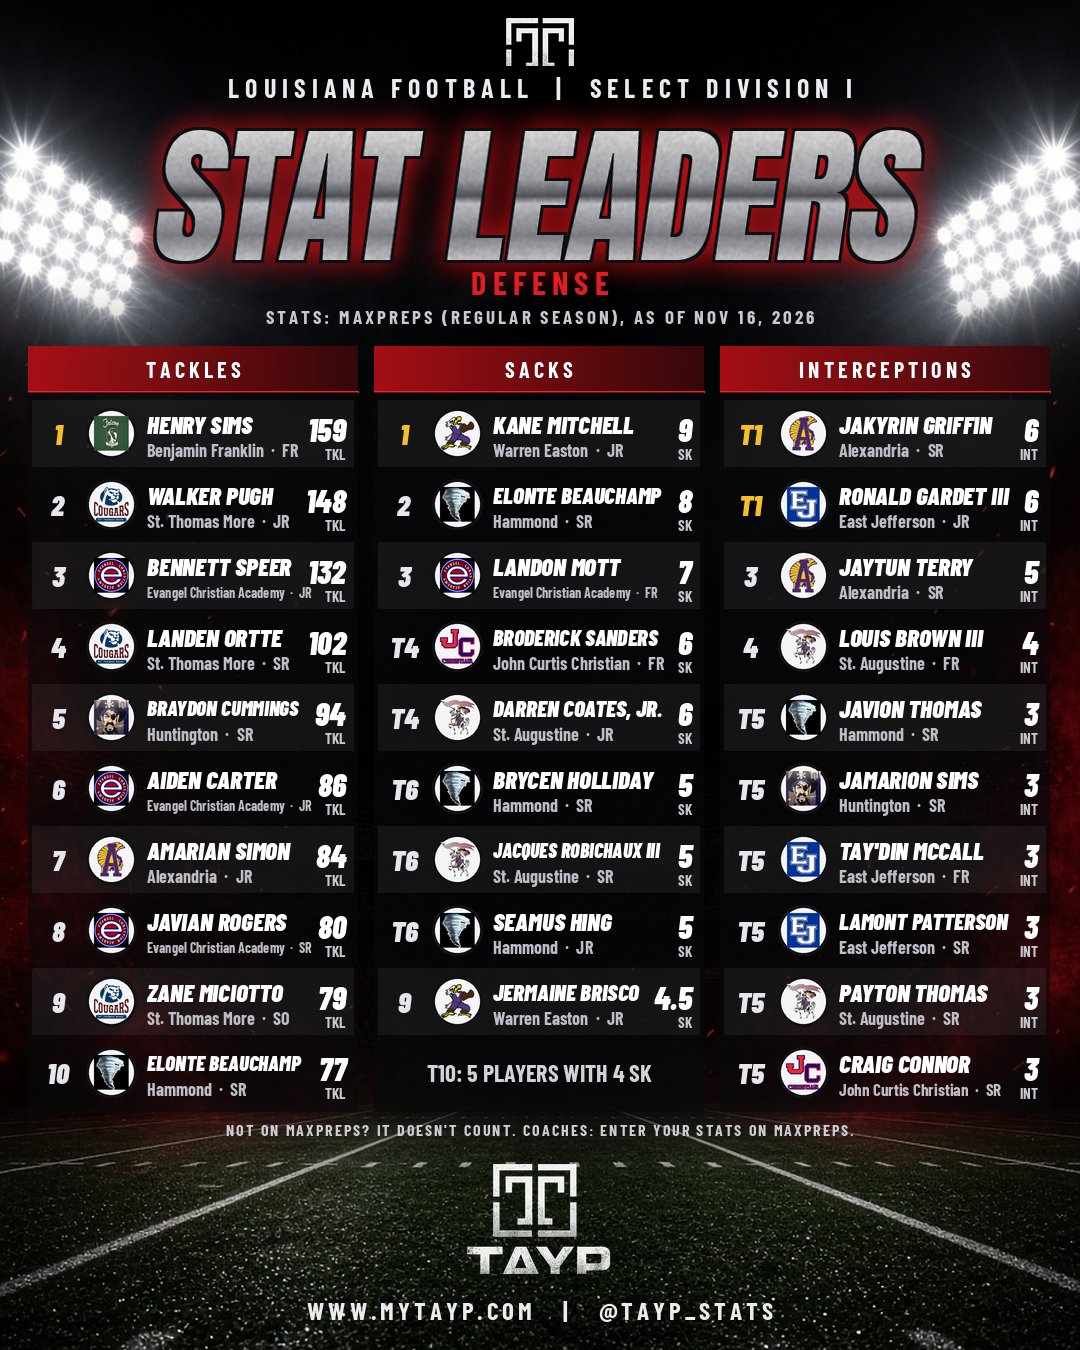 LOUISIANA FOOTBALL | SELECT DIVISION I
STAT LEADERS
DEFENSE
STATS: MAXPREPS (REGULAR SEASON), AS OF NOV 16, 2026
TACKLES
1 HENRY SIMS 159
Benjamin Franklin · FR TKL
2 WALKER PUGH 148
COUGARS
St. Thomas More · JR TKL
3 BENNETT SPEER 132
Evangel Christian Academy · JR TKL
4 LANDEN ORTTE 102
COUGARS
St. Thomas More · SR TKL
5 BRAYDON CUMMINGS 94
Huntington · SR TKL
6 AIDEN CARTER 86
Evangel Christian Academy · JR TKL
7 AMARIAN SIMON 84
Alexandria · JR TKL
8 JAVIAN ROGERS 80
Evangel Christian Academy · SR TKL
9 ZANE MICIOTTO 79
COUGARS
St. Thomas More · SO TKL
10 ELONTE BEAUCHAMP 77
Hammond · SR TKL
SACKS
1 KANE MITCHELL 9
Warren Easton · JR SK
2 ELONTE BEAUCHAMP 8
Hammond · SR SK
3 LANDON MOTT 7
Evangel Christian Academy · FR SK
T4 JC BRODERICK SANDERS 6
John Curtis Christian · FR SK
T4 DARREN COATES, JR. 6
St. Augustine · JR SK
T6 BRYCEN HOLLIDAY 5
Hammond · SR SK
T6 JACQUES ROBICHAUX III 5
St. Augustine · SR SK
T6 SEAMUS HING 5
Hammond · JR SK
9 JERMAINE BRISCO 4.5
Warren Easton · JR SK
T10: 5 PLAYERS WITH 4 SK
INTERCEPTIONS
T1 A JAKYRIN GRIFFIN 6
Alexandria · SR INT
T1 EJ RONALD GARDET III 6
East Jefferson · JR INT
3 A JAYTUN TERRY 5
Alexandria · SR INT
4 LOUIS BROWN III 4
St. Augustine · FR INT
T5 JAVION THOMAS 3
Hammond · SR INT
T5 JAMARION SIMS 3
Huntington · SR INT
T5 EJ TAY'DIN MCCALL 3
East Jefferson · FR INT
T5 EJ LAMONT PATTERSON 3
East Jefferson · SR INT
T5 PAYTON THOMAS 3
St. Augustine · SR INT
T5 JC CRAIG CONNOR 3
John Curtis Christian · SR INT
NOT ON MAXPREPS? IT DOESN'T COUNT. COACHES: ENTER YOUR STATS ON MAXPREPS.
TAYP
WWW.MYTAYP.COM | @TAYP_STATS